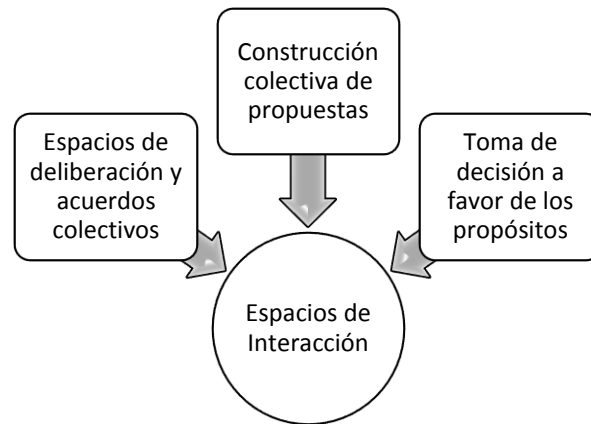 Construcción
colectiva de
propuestas
Espacios de
deliberación y
acuerdos
colectivos
Toma de
decisión a
favor de los
propósitos
Espacios de
Interacción